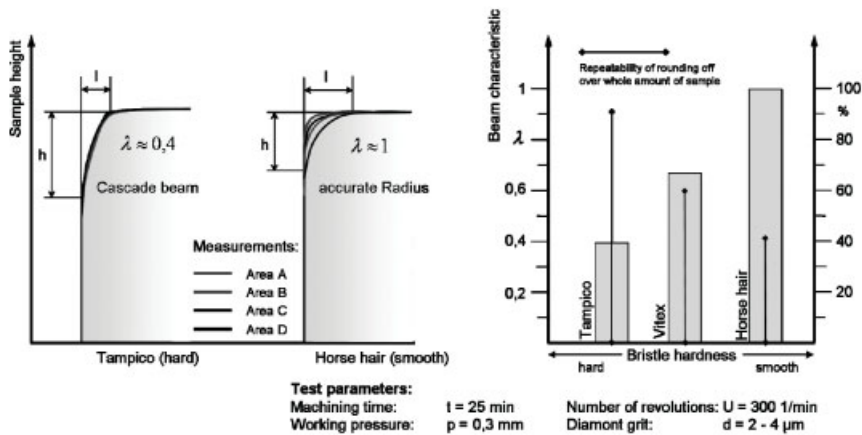 Sample height
l
h
λ ≈ 0,4
Cascade beam
l
h
λ ≈ 1
accurate Radius
Measurements:
Area A
Area B
Area C
Area D
Tampico (hard)
Horse hair (smooth)
Beam characteristic
Repeatability of rounding off
over whole amount of sample
1
λ
0,6
0,4
0,2
100
%
80
60
40
20
Tampico
Vitex
Horse hair
Bristle hardness
hard
smooth
Test parameters:
Machining time: t = 25 min
Number of revolutions: U = 300 1/min
Working pressure: p = 0,3 mm
Diamont grit: d = 2 - 4 µm